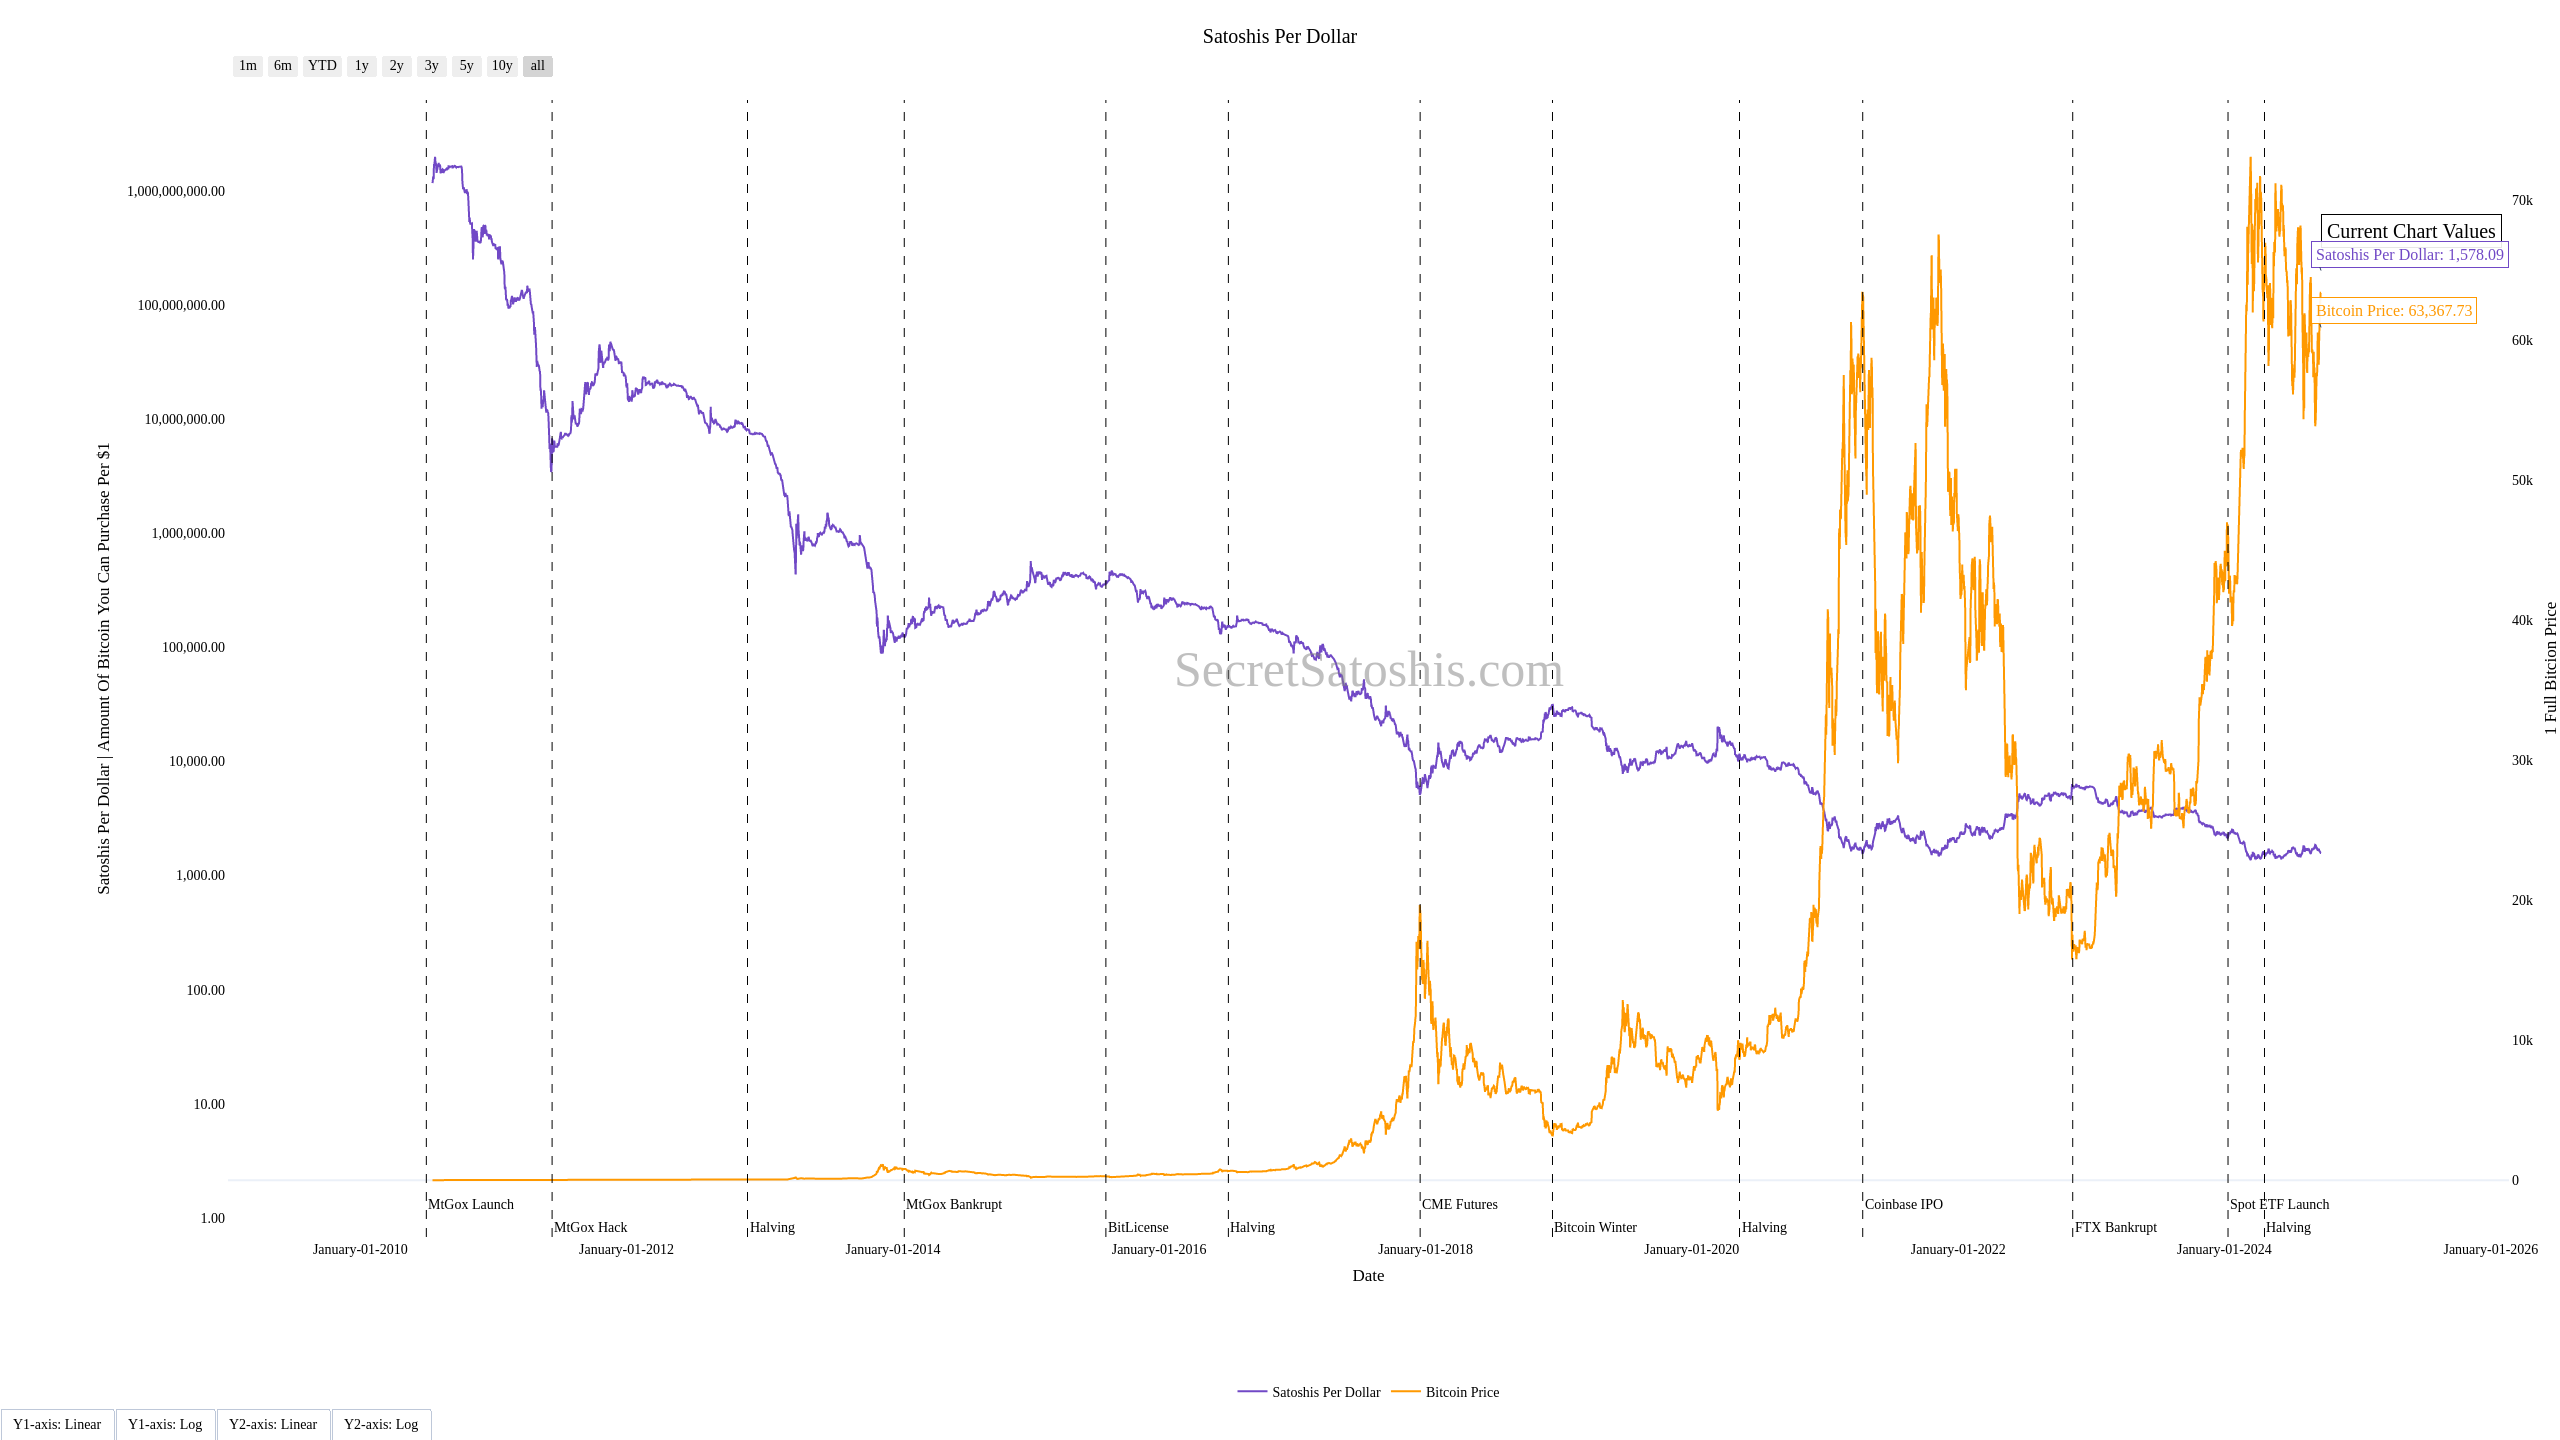 Satoshis Per Dollar
1m 6m YTD 1y 2y 3y 5y 10y all
1,000,000,000.00
100,000,000.00
10,000,000.00
1,000,000.00
100,000.00
10,000.00
1,000.00
100.00
10.00
1.00
Satoshis Per Dollar | Amount Of Bitcoin You Can Purchase Per $1
70k
60k
50k
40k
30k
20k
10k
0
1 Full Bitcion Price
Current Chart Values
Satoshis Per Dollar: 1,578.09
Bitcoin Price: 63,367.73
SecretSatoshis.com
MtGox Launch
MtGox Hack
Halving
MtGox Bankrupt
BitLicense
Halving
CME Futures
Bitcoin Winter
Halving
Coinbase IPO
FTX Bankrupt
Spot ETF Launch
Halving
January-01-2010 January-01-2012 January-01-2014 January-01-2016 January-01-2018 January-01-2020 January-01-2022 January-01-2024 January-01-2026
Date
Satoshis Per Dollar Bitcoin Price
Y1-axis: Linear Y1-axis: Log Y2-axis: Linear Y2-axis: Log